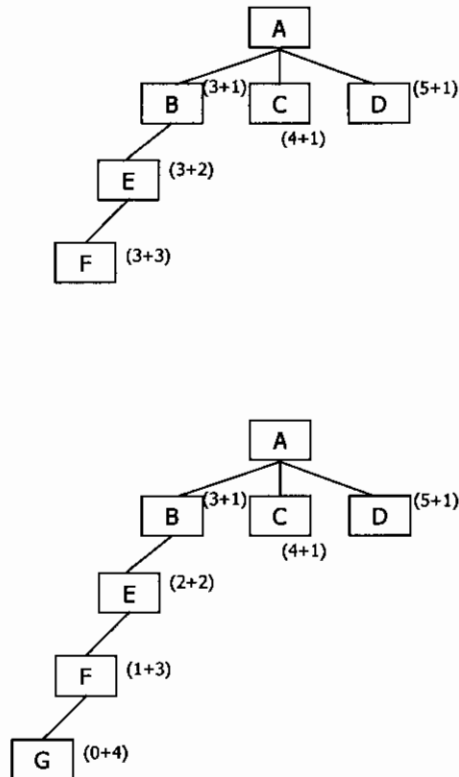 A
B (3+1) C D (5+1)
(4+1)
E (3+2)
F (3+3)
A
B (3+1) C D (5+1)
(4+1)
E (2+2)
F (1+3)
G (0+4)